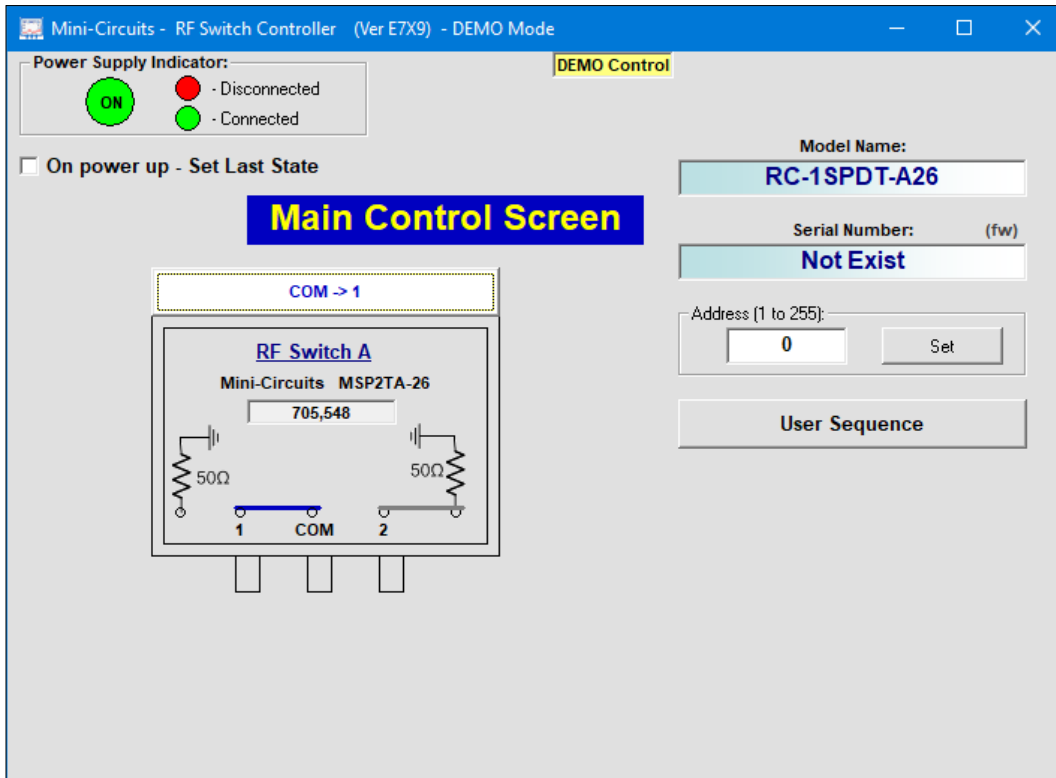 Mini-Circuits - RF Switch Controller (Ver E7X9) - DEMO Mode
Power Supply Indicator:
ON
- Disconnected
- Connected
DEMO Control
On power up - Set Last State
Model Name:
RC-1SPDT-A26
Main Control Screen
Serial Number: (fw)
Not Exist
COM -> 1
Address (1 to 255):
0 Set
RF Switch A
Mini-Circuits MSP2TA-26
705,548
User Sequence
50Ω 50Ω
1 COM 2